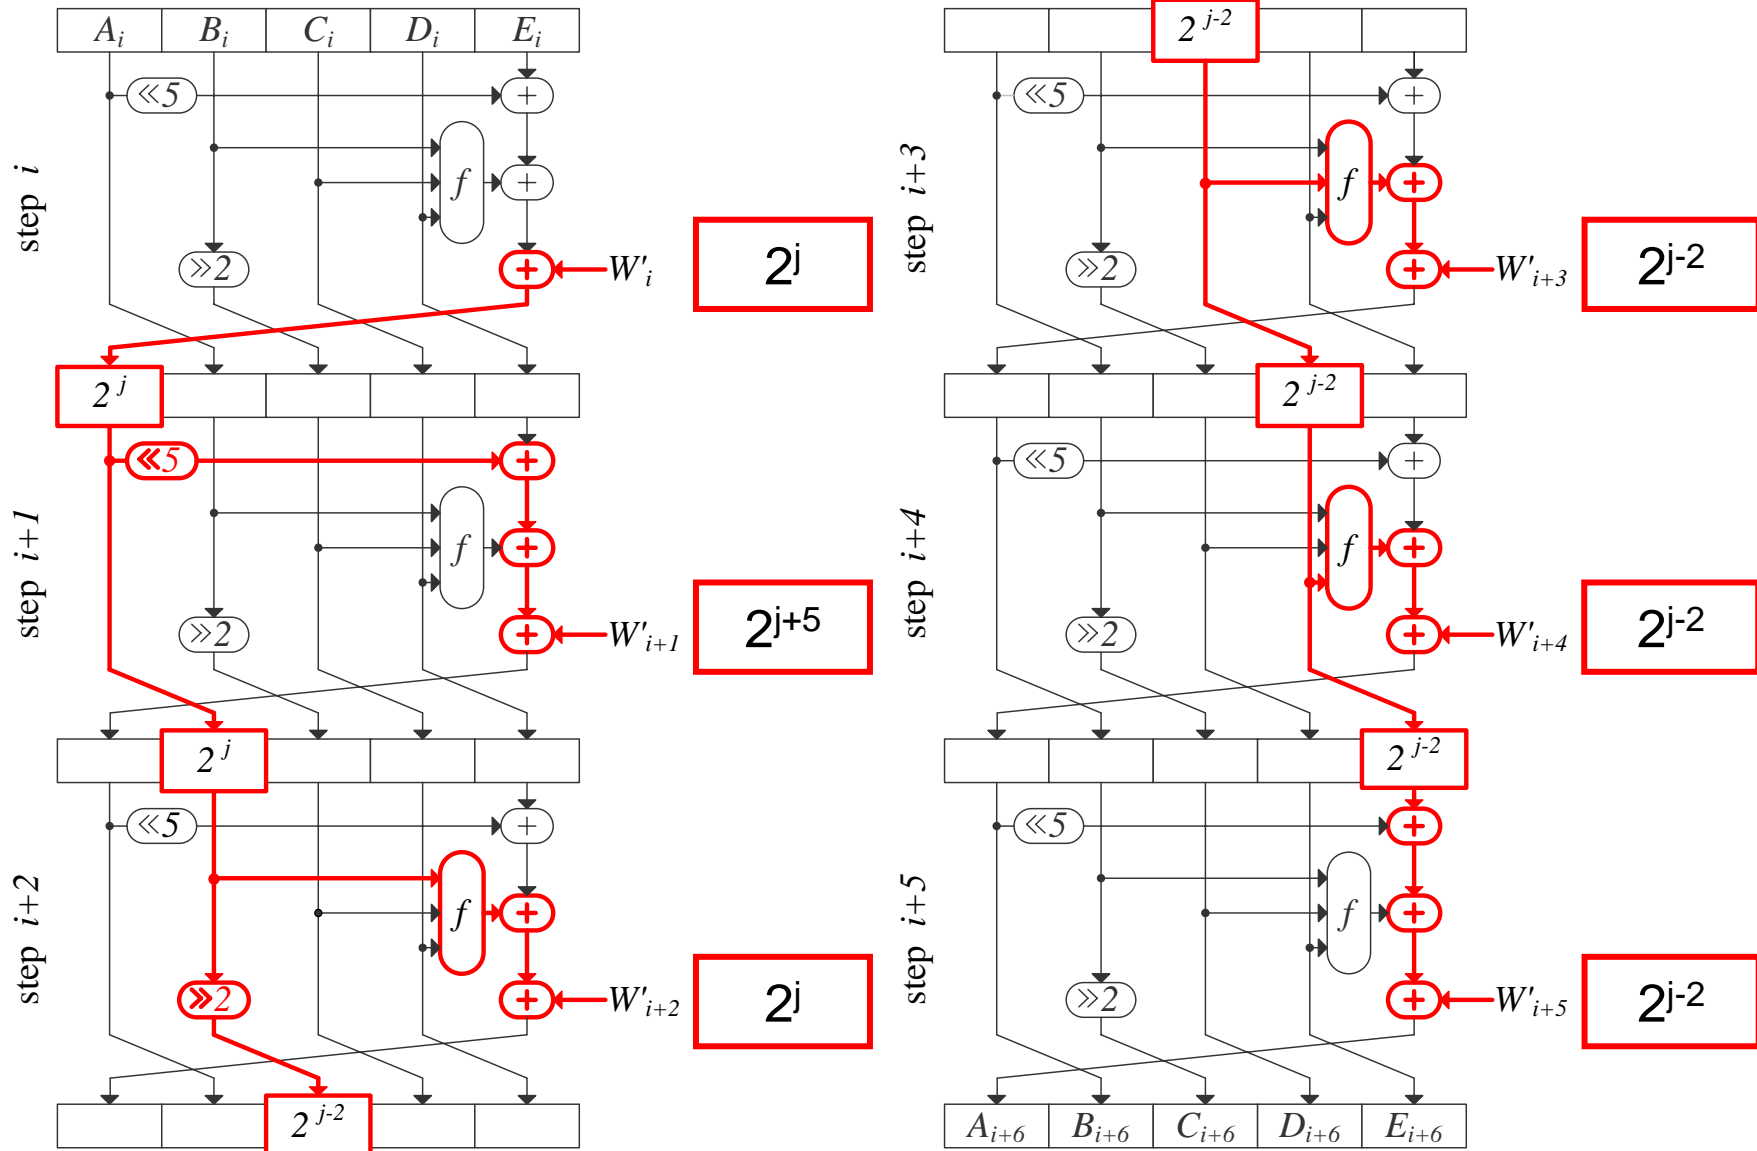 A_i B_i C_i D_i E_i
≪5 +
f +
step i
≫2 + W'_i 2^j
2^j
≪5 +
f +
step i+1
≫2 + W'_{i+1} 2^{j+5}
2^j
≪5 +
f +
step i+2
≫2 + W'_{i+2} 2^j
2^{j-2}
2^{j-2}
≪5 +
f +
step i+3
≫2 + W'_{i+3} 2^{j-2}
2^{j-2}
≪5 +
f +
step i+4
≫2 + W'_{i+4} 2^{j-2}
2^{j-2}
≪5 +
f +
step i+5
≫2 + W'_{i+5} 2^{j-2}
A_{i+6} B_{i+6} C_{i+6} D_{i+6} E_{i+6}